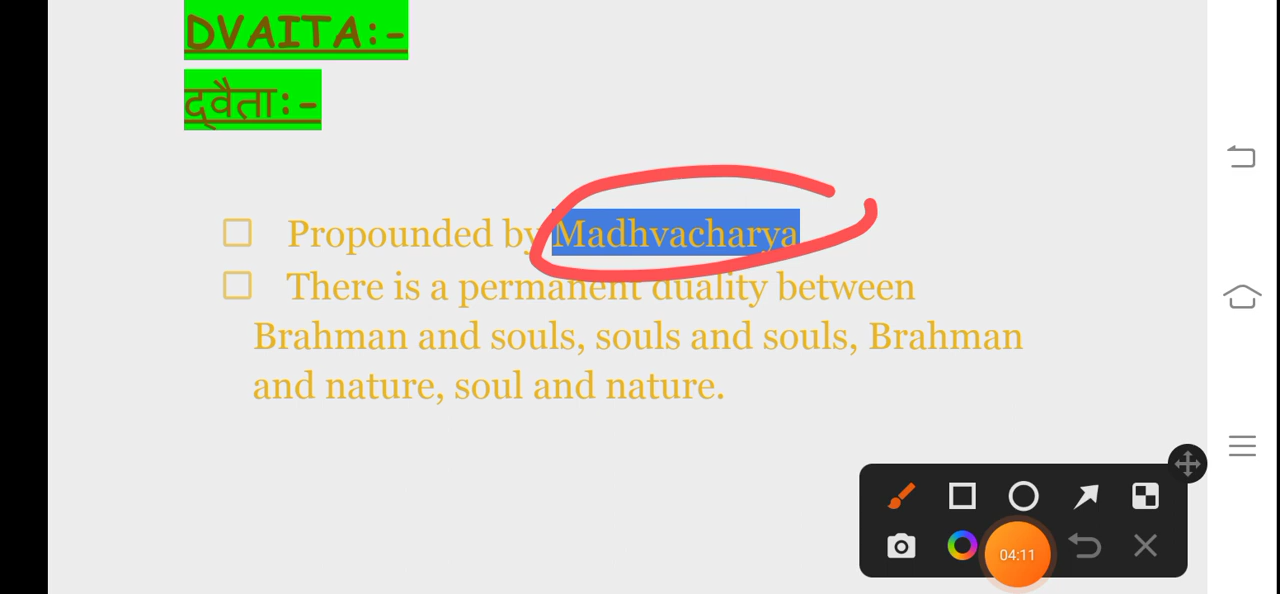 DVAITA:-
द्वैता:-
Propounded by Madhvacharya
There is a permanent duality between
Brahman and souls, souls and souls, Brahman
and nature, soul and nature.
04:11